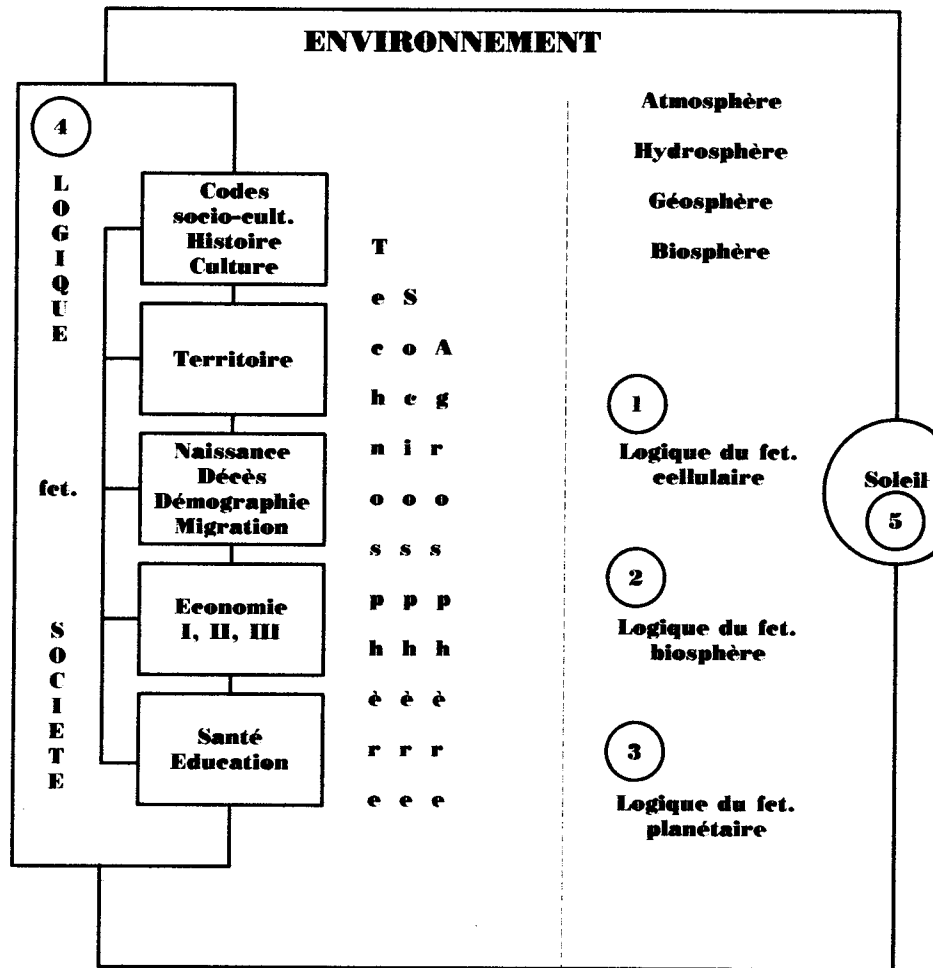 ENVIRONNEMENT
4
LOGIQUE
fct.
SOCIETE
Codes
socio-cult.
Histoire
Culture
Territoire
Naissance
Décès
Démographie
Migration
Economie
I, II, III
Santé
Education
Technosphère
Sociosphère
Agrosphère
Atmosphère
Hydrosphère
Géosphère
Biosphère
1
Logique du fct.
cellulaire
2
Logique du fct.
biosphère
3
Logique du fct.
planétaire
Soleil
5